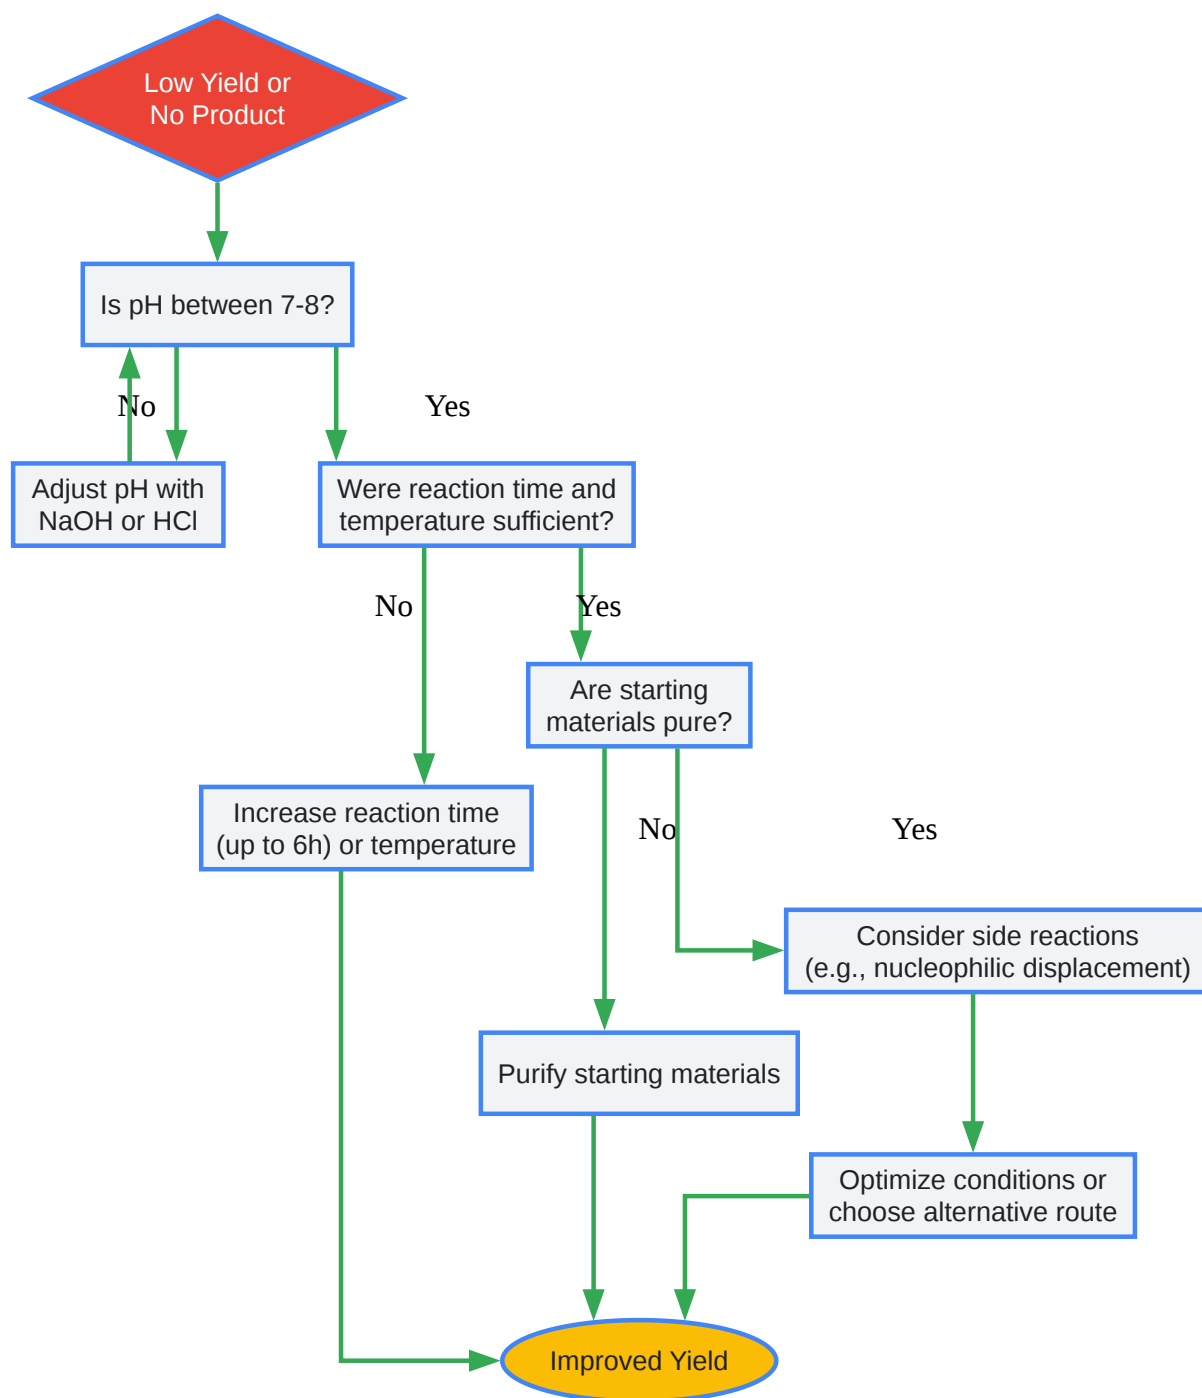 Low Yield or
No Product
Is pH between 7-8?
No
Yes
Adjust pH with
NaOH or HCl
Were reaction time and
temperature sufficient?
No
Yes
Are starting
materials pure?
Increase reaction time
(up to 6h) or temperature
No
Yes
Consider side reactions
(e.g., nucleophilic displacement)
Purify starting materials
Optimize conditions or
choose alternative route
Improved Yield